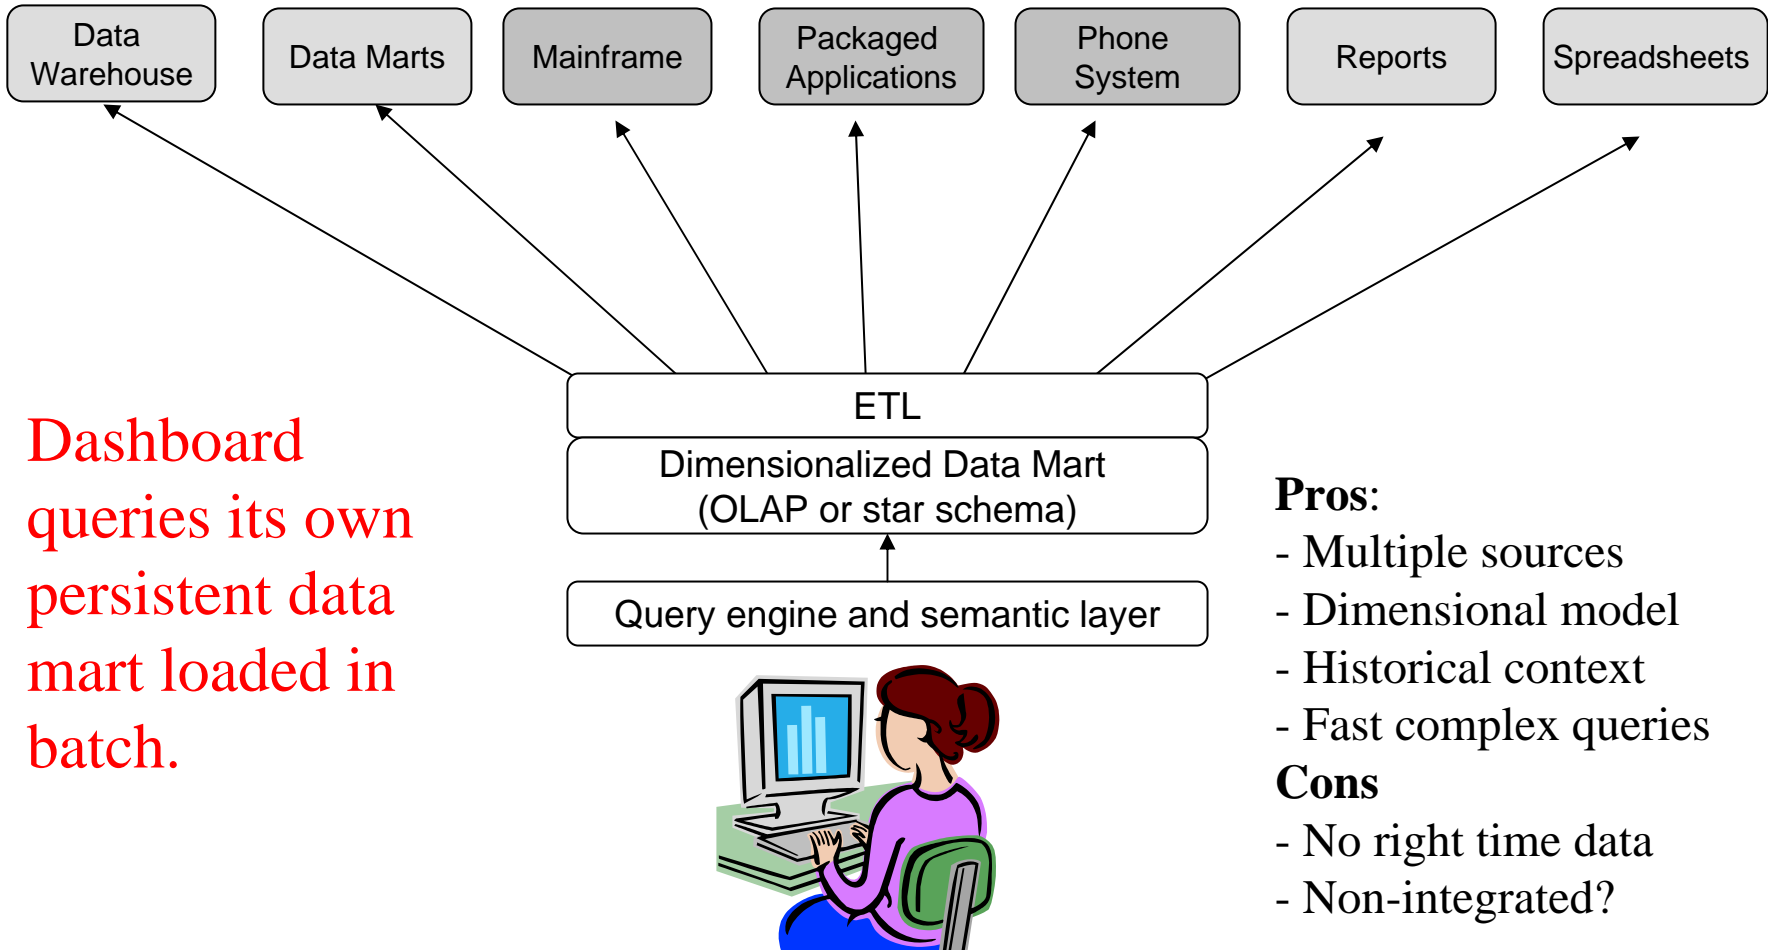 Data
Warehouse
Data Marts
Mainframe
Packaged
Applications
Phone
System
Reports
Spreadsheets
ETL
Dimensionalized Data Mart
(OLAP or star schema)
Query engine and semantic layer
Dashboard
queries its own
persistent data
mart loaded in
batch.
Pros:
- Multiple sources
- Dimensional model
- Historical context
- Fast complex queries
Cons
- No right time data
- Non-integrated?